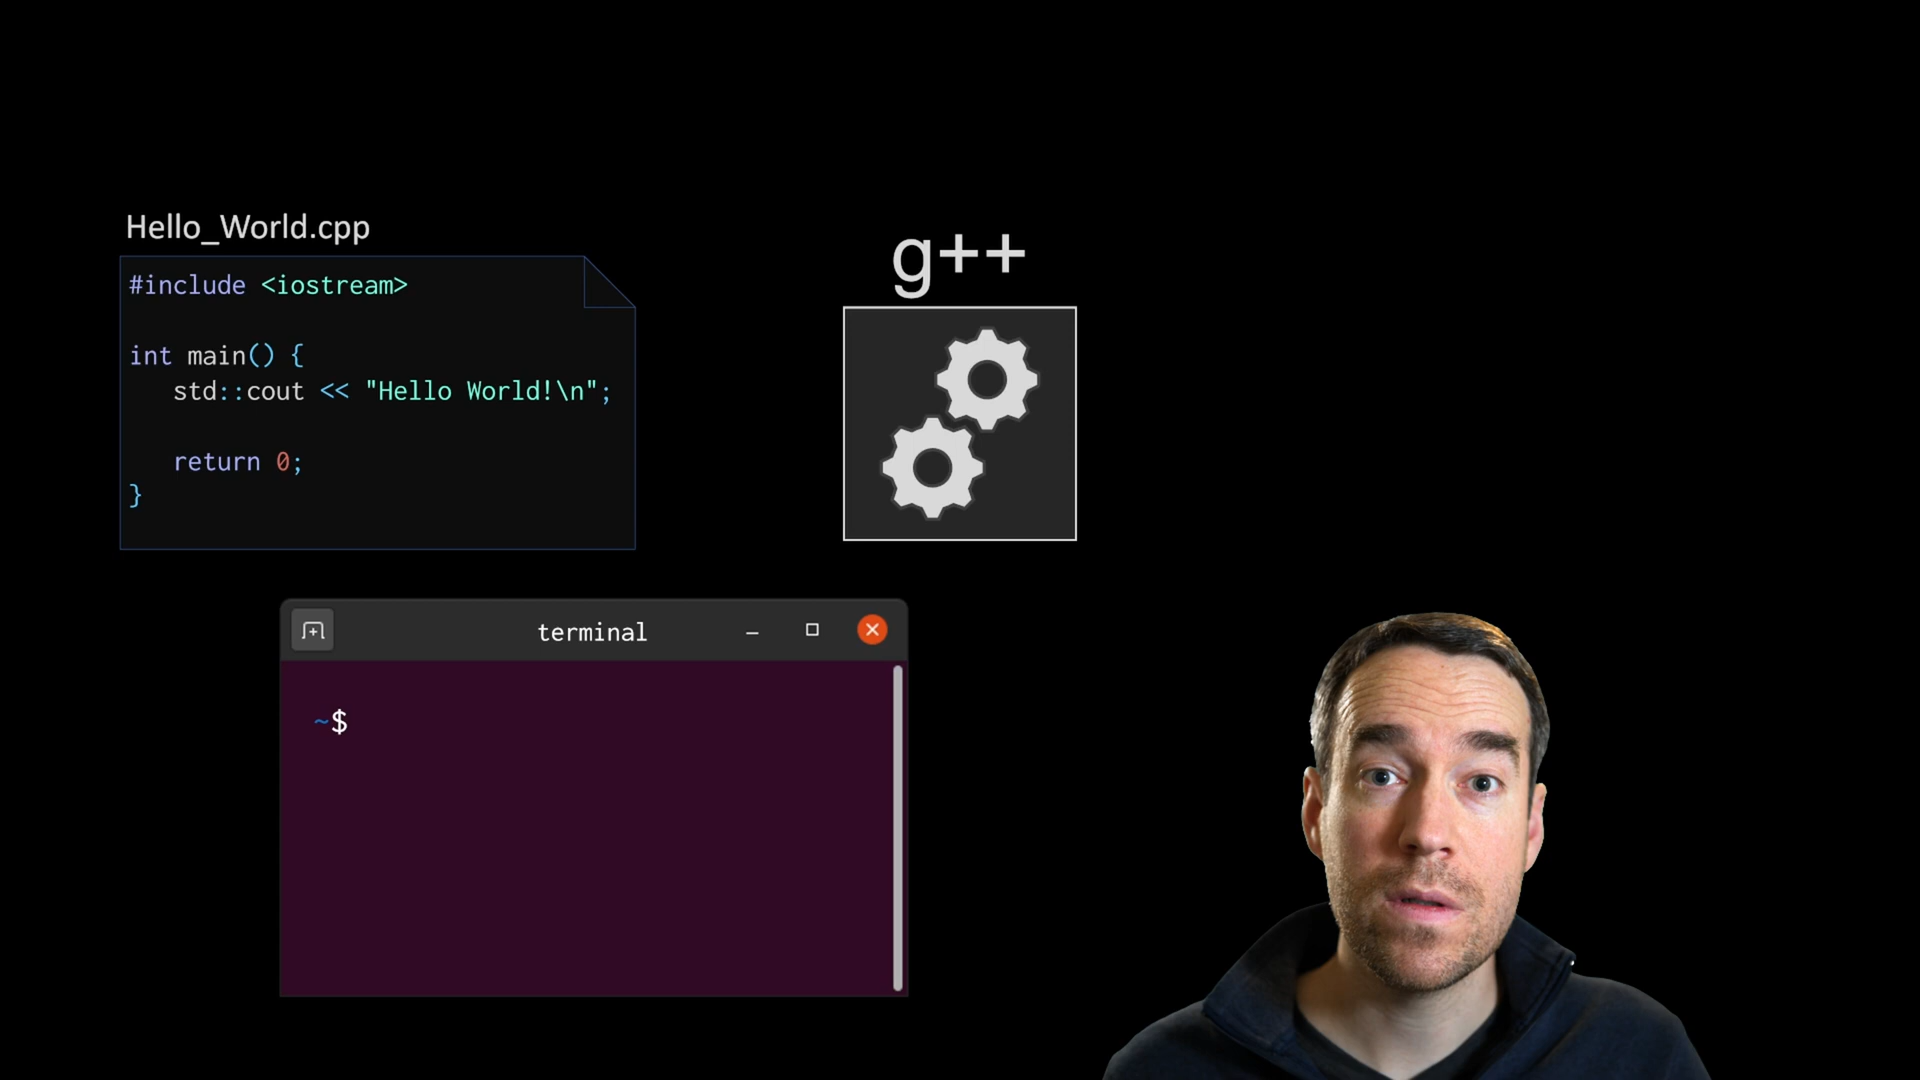 Hello_World.cpp
#include <iostream>
int main() {
std::cout << "Hello World!\n";
return 0;
}
g++
terminal
~$